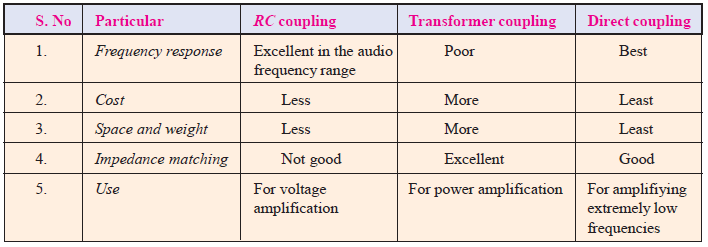 S. No Particular RC coupling Transformer coupling Direct coupling
1. Frequency response Excellent in the audio Poor Best
frequency range
2. Cost Less More Least
3. Space and weight Less More Least
4. Impedance matching Not good Excellent Good
5. Use For voltage For power amplification For amplifiying
amplification extremely low
frequencies